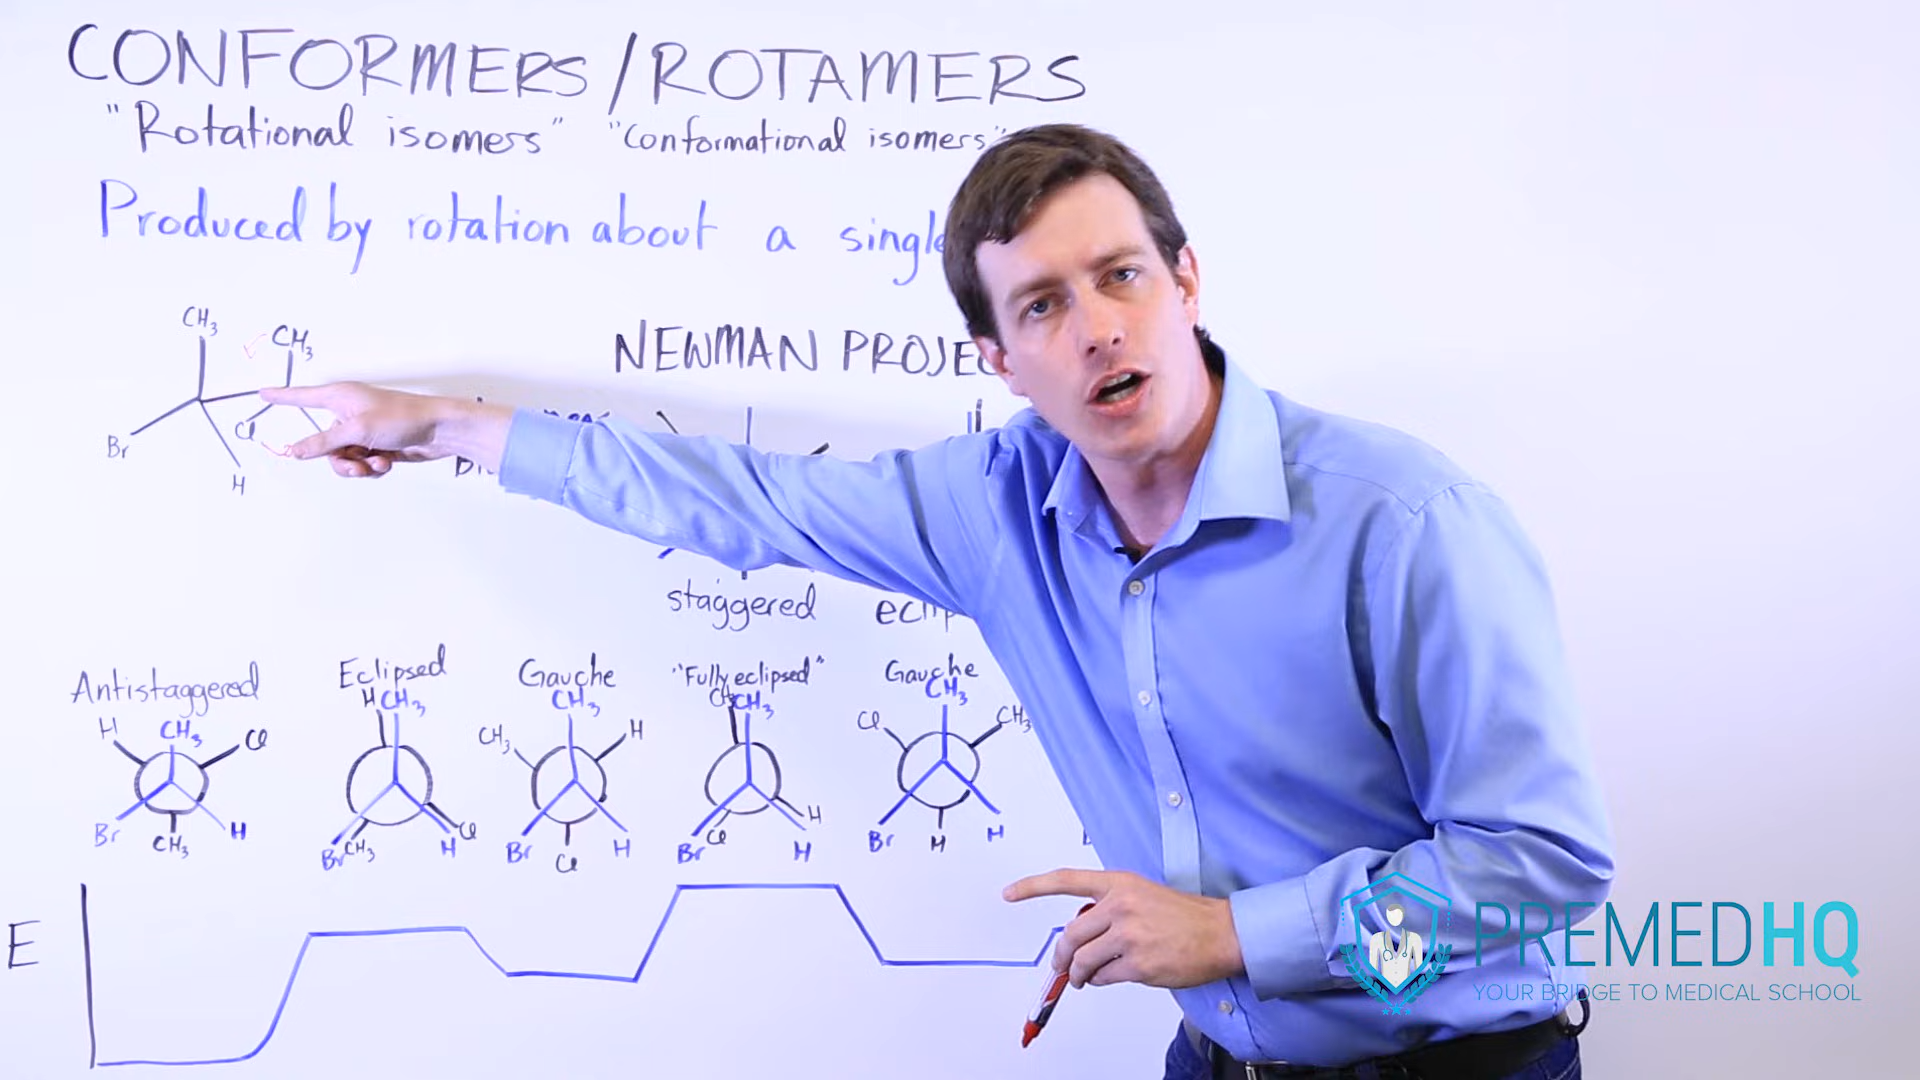 CONFORMERS/ROTAMERS
"Rotational isomers" "Conformational isomers"
Produced by rotation about a single
CH3
CH3
Br
Cl
H
NEWMAN PROJEC
staggered
eclip
Antistaggered
H
CH3
Cl
Br
H
CH3
Eclipsed
H
CH3
Br
CH3
H
Cl
Gauche
CH3
CH3
H
Br
Cl
H
"Fully eclipsed"
CH3
CH3
Br
Cl
H
H
Gauche
CH3
Cl
CH3
Br
H
H
E
PREMEDHQ
YOUR BRIDGE TO MEDICAL SCHOOL